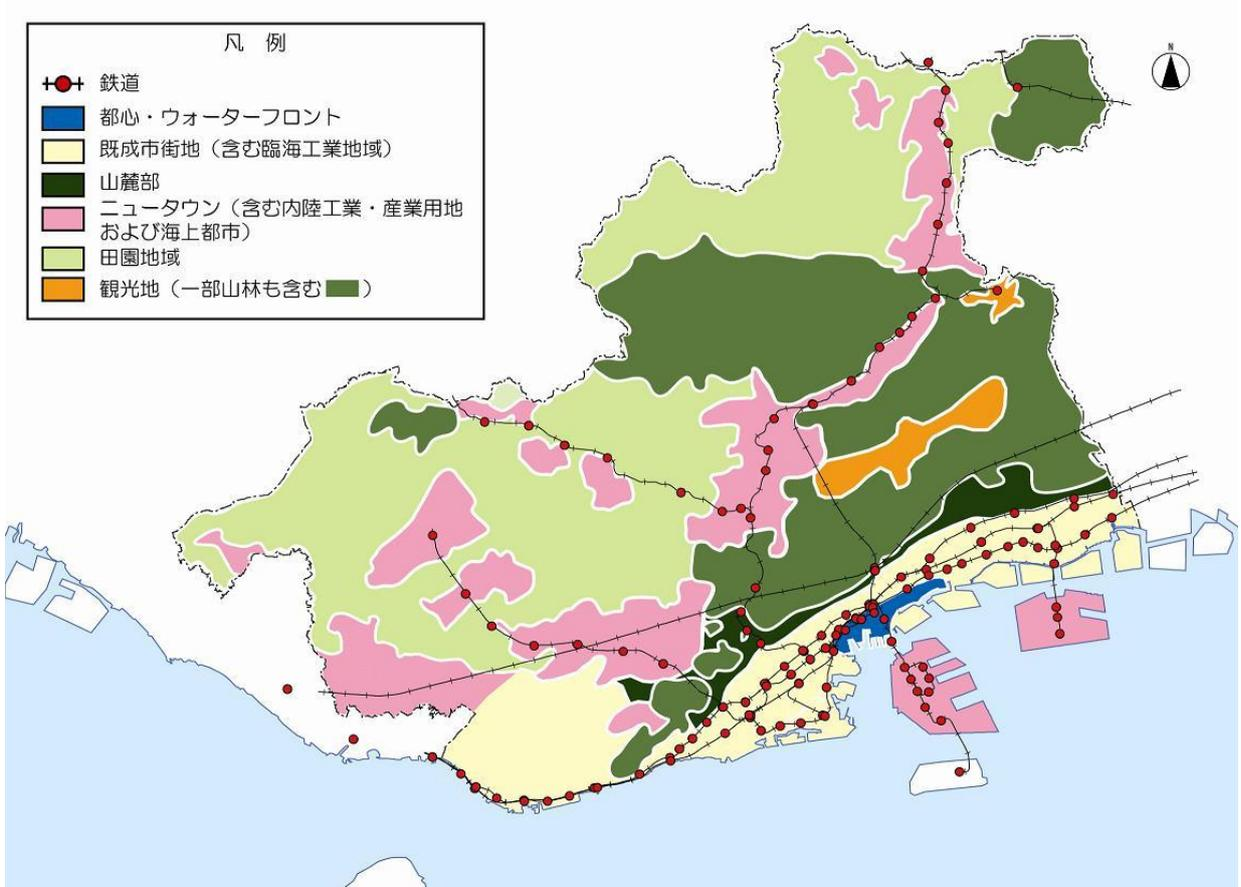 凡 例
鉄道
都心・ウォーターフロント
既成市街地（含む臨海工業地域）
山麓部
ニュータウン（含む内陸工業・産業用地
および海上都市）
田園地域
観光地（一部山林も含む　）
N